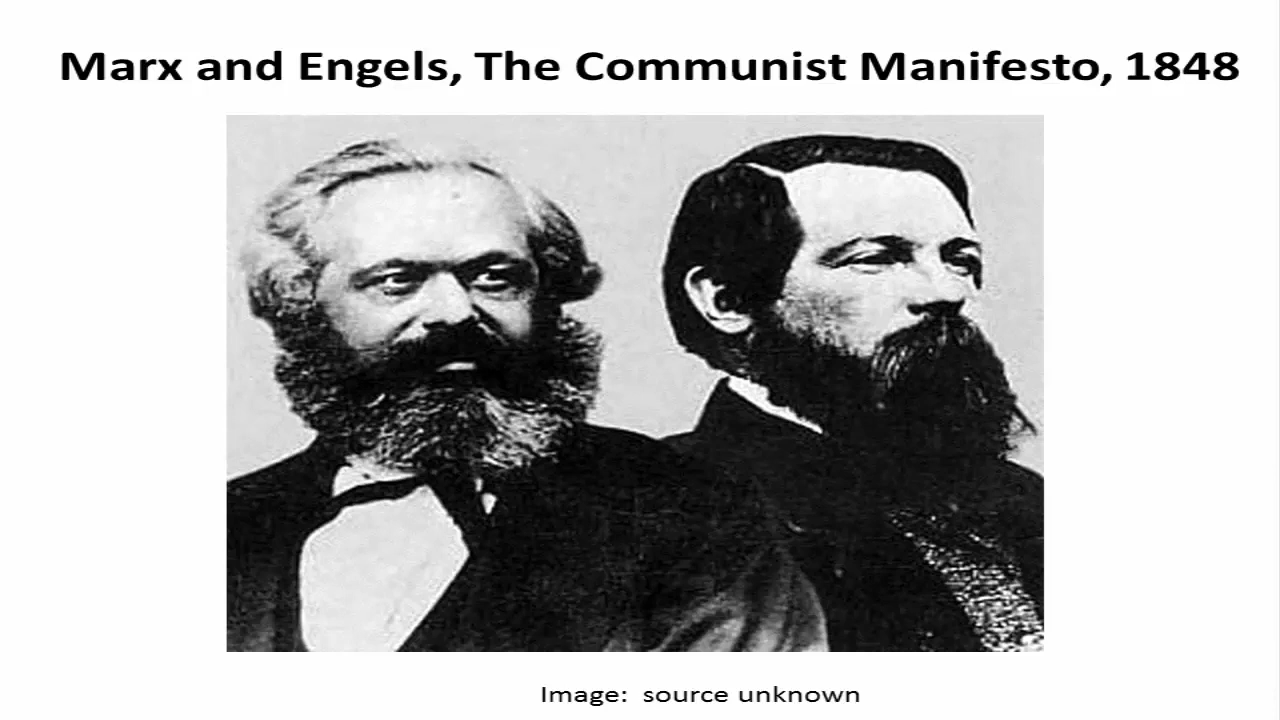 Marx and Engels, The Communist Manifesto, 1848
Image:  source unknown